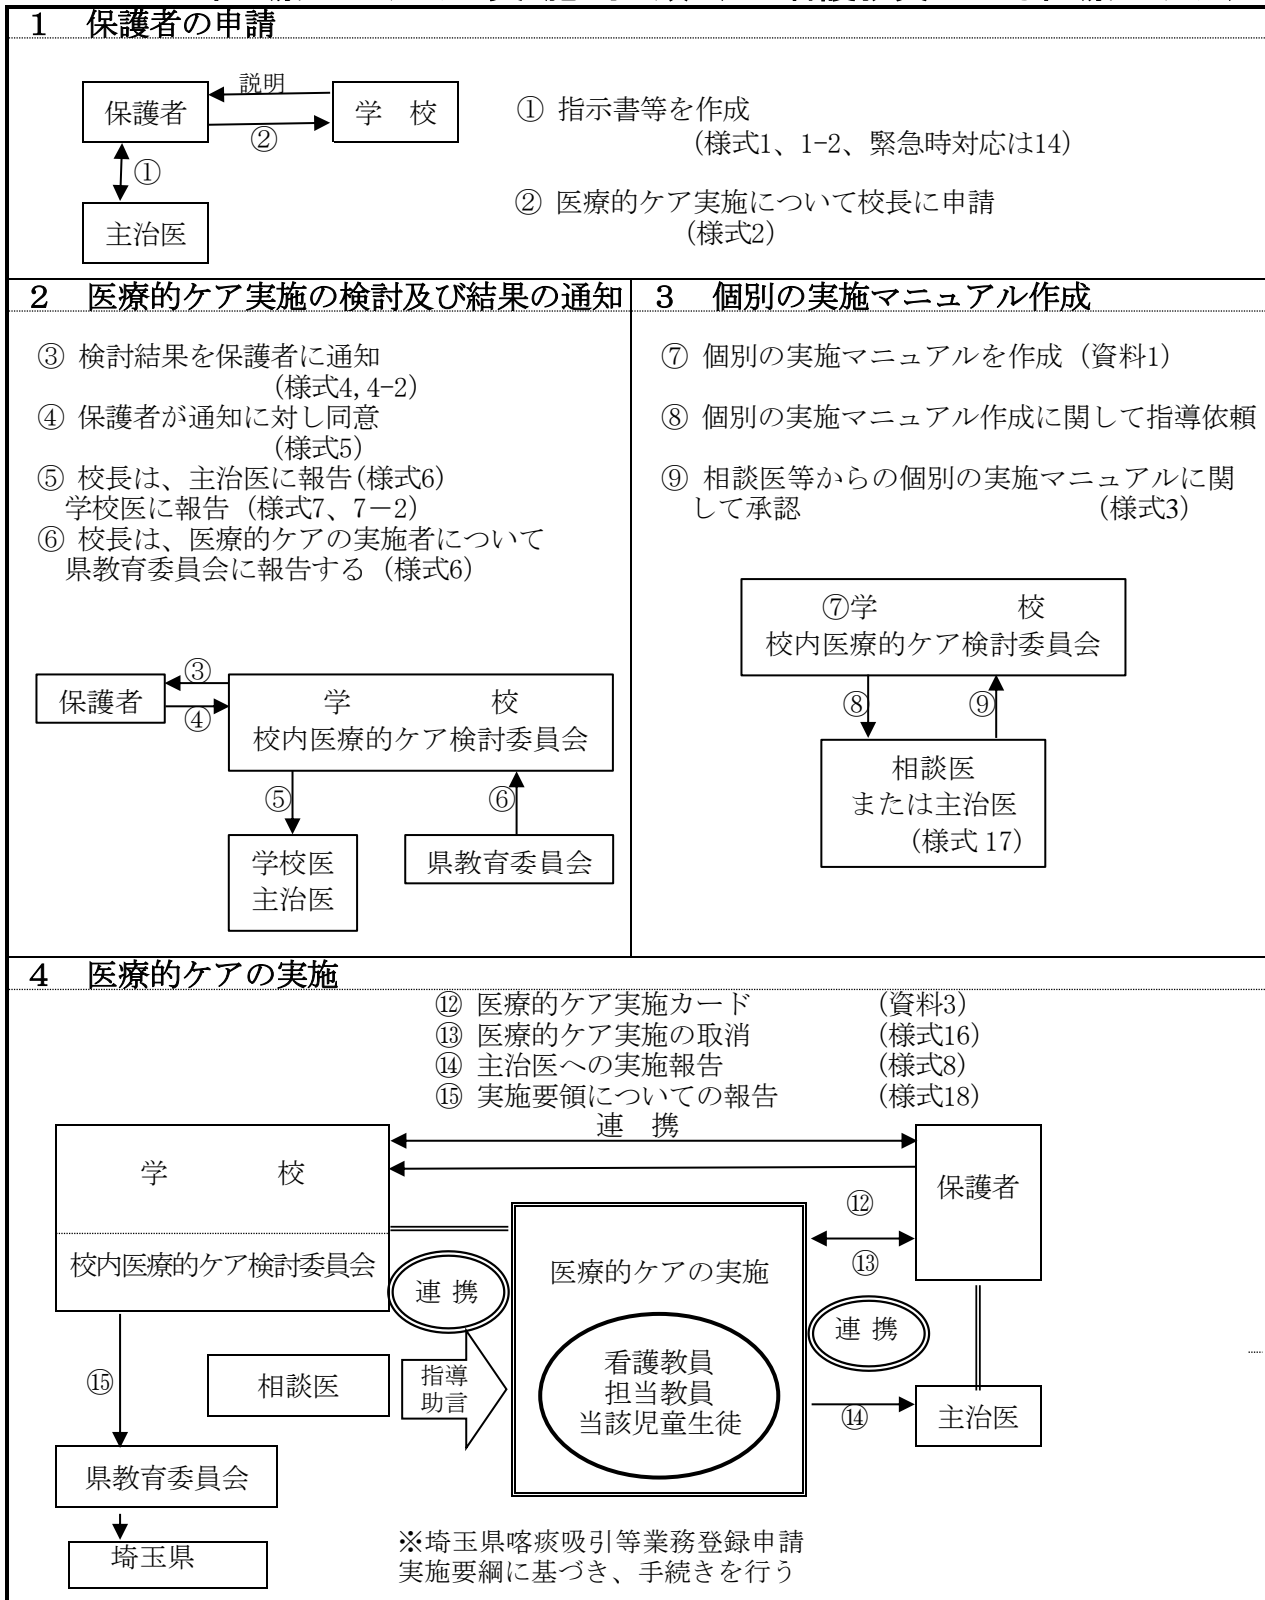 １ 保護者の申請
説明
保護者
学 校
②
①
主治医
① 指示書等を作成
(様式1、1-2、緊急時対応は14)
② 医療的ケア実施について校長に申請
(様式2)
２ 医療的ケア実施の検討及び結果の通知
③ 検討結果を保護者に通知
(様式4,4-2)
④ 保護者が通知に対し同意
(様式5)
⑤ 校長は、主治医に報告(様式6)
学校医に報告（様式7、7－2）
⑥ 校長は、医療的ケアの実施者について
県教育委員会に報告する（様式6）
③
保護者
④
学 校
校内医療的ケア検討委員会
⑤
⑥
学校医
主治医
県教育委員会
３ 個別の実施マニュアル作成
⑦ 個別の実施マニュアルを作成（資料1）
⑧ 個別の実施マニュアル作成に関して指導依頼
⑨ 相談医等からの個別の実施マニュアルに関
して承認 (様式3)
⑦学 校
校内医療的ケア検討委員会
⑧
⑨
相談医
または主治医
(様式 17)
４ 医療的ケアの実施
⑫ 医療的ケア実施カード (資料3)
⑬ 医療的ケア実施の取消 (様式16)
⑭ 主治医への実施報告 (様式8)
⑮ 実施要領についての報告 (様式18)
連 携
学 校
校内医療的ケア検討委員会
保護者
⑫
⑬
連 携
医療的ケアの実施
連 携
看護教員
担当教員
当該児童生徒
⑮
相談医
指導
助言
⑭
主治医
県教育委員会
埼玉県
※埼玉県喀痰吸引等業務登録申請
実施要綱に基づき、手続きを行う